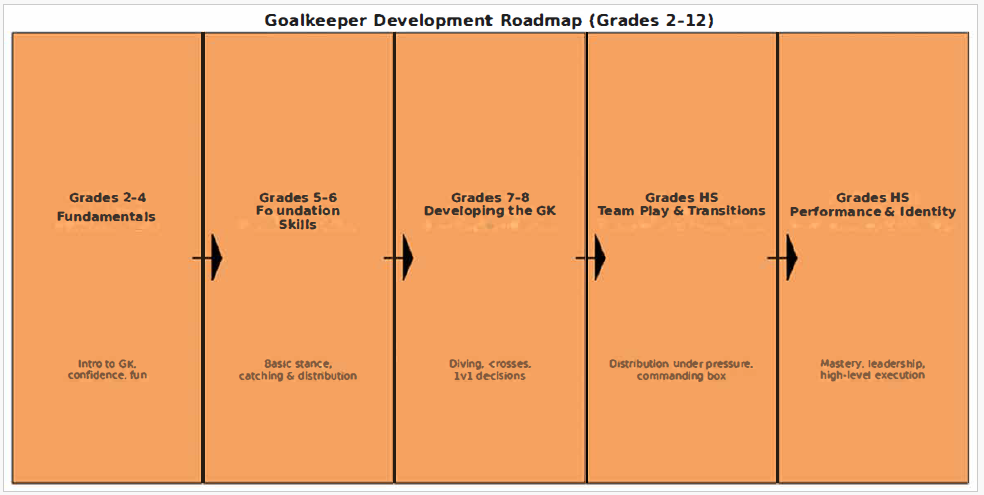 Goalkeeper Development Roadmap (Grades 2–12)
Grades 2–4
Fundamentals
Intro to GK,
confidence, fun
Grades 5–6
Foundation
Skills
Basic stance,
catching & distribution
Grades 7–8
Developing the GK
Diving, crosses,
1v1 decisions
Grades HS
Team Play & Transitions
Distribution under pressure,
commanding box
Grades HS
Performance & Identity
Mastery, leadership,
high-level execution